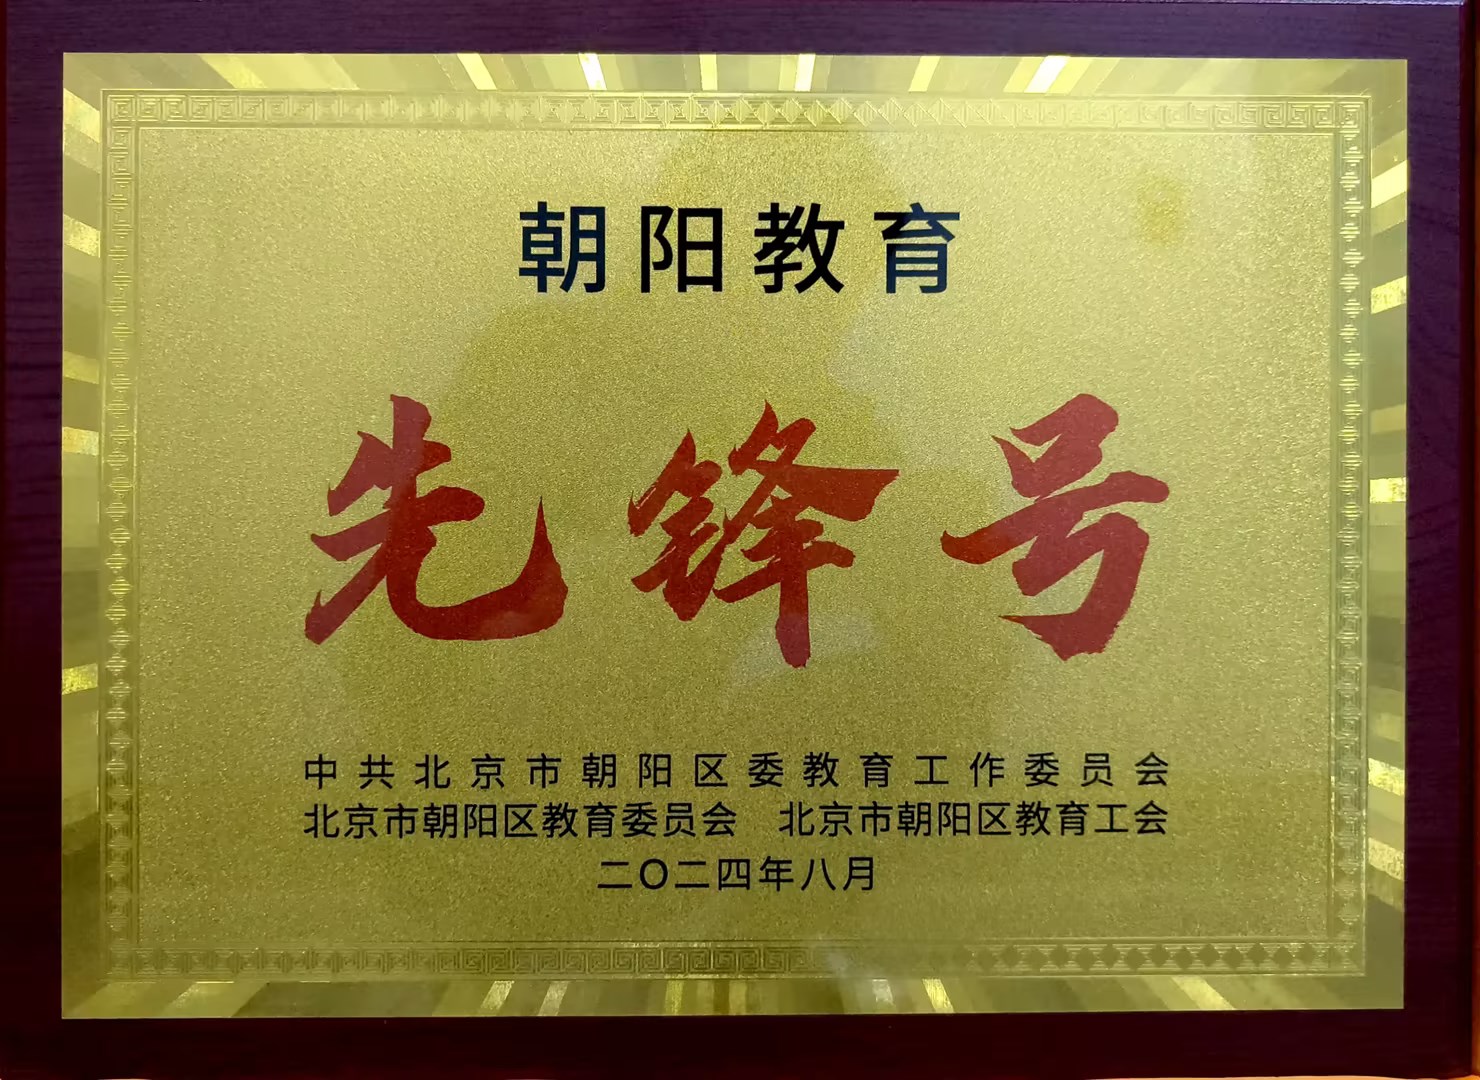 朝阳教育
先锋号
中共北京市朝阳区委教育工作委员会
北京市朝阳区教育委员会 北京市朝阳区教育工会
二〇二四年八月